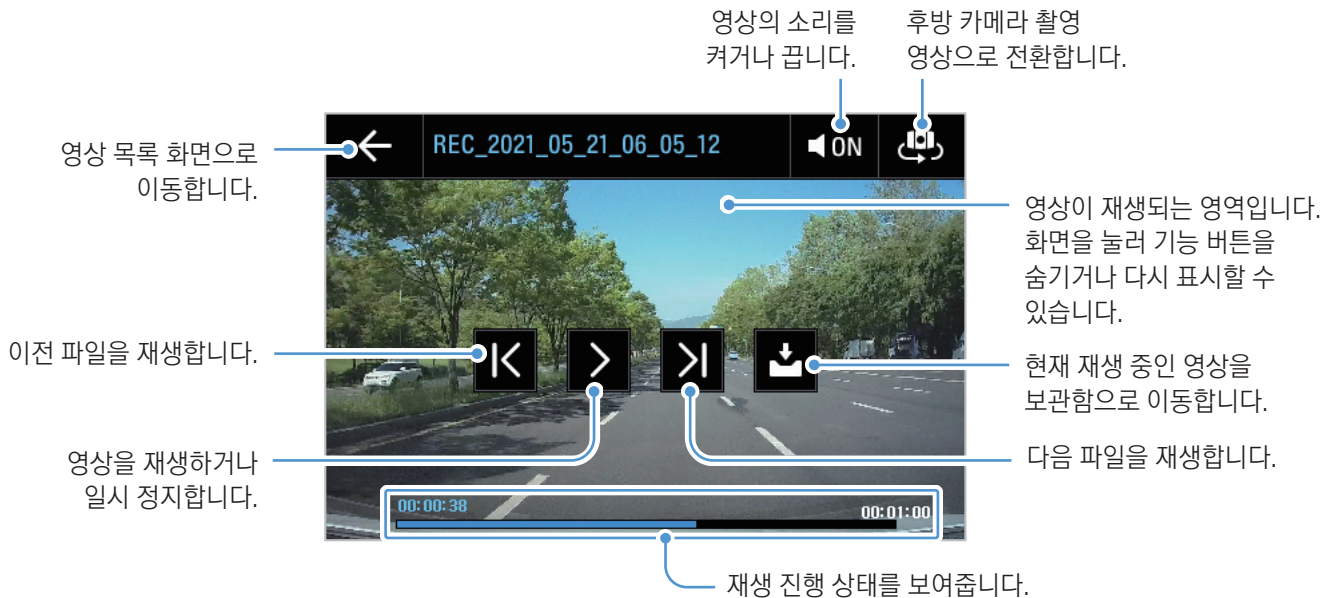 영상의 소리를
켜거나 끕니다.
후방 카메라 촬영
영상으로 전환합니다.
영상 목록 화면으로
이동합니다.
REC_2021_05_21_06_05_12
ON
영상이 재생되는 영역입니다.
화면을 눌러 기능 버튼을
숨기거나 다시 표시할 수
있습니다.
이전 파일을 재생합니다.
현재 재생 중인 영상을
보관함으로 이동합니다.
영상을 재생하거나
일시 정지합니다.
다음 파일을 재생합니다.
00:00:38
00:01:00
재생 진행 상태를 보여줍니다.